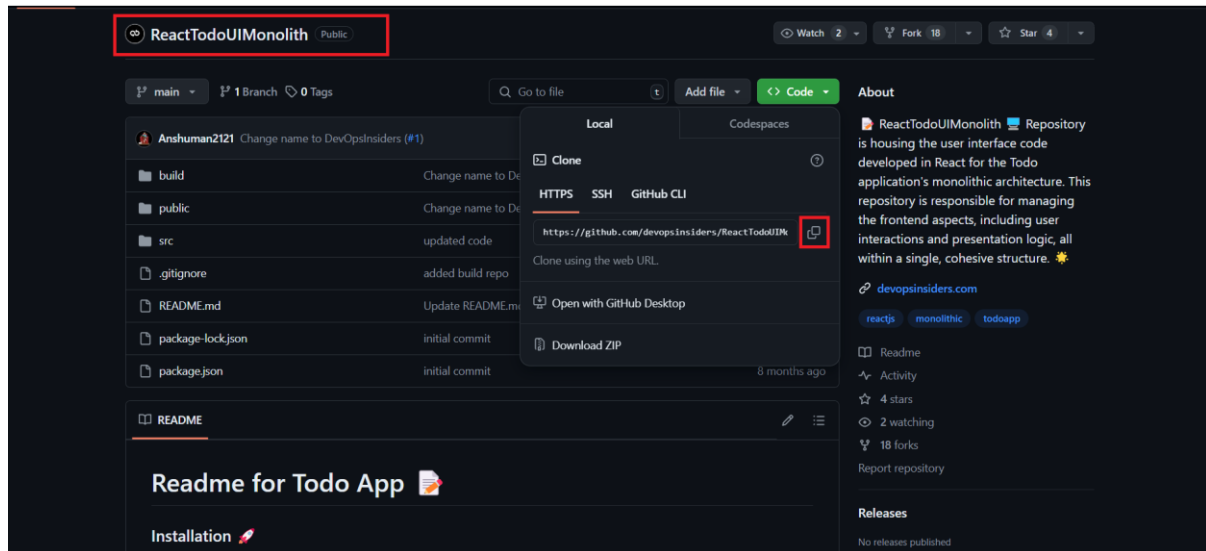 ReactTodoUIMonolith Public
Watch 2
Fork 18
Star 4
main
1 Branch
0 Tags
Go to file
t
Add file
<> Code
Anshuman2121 Change name to DevOpsInsiders (#1)
build Change name to De
public Change name to De
src updated code
.gitignore added build repo
README.md Update README.m
package-lock.json initial commit
package.json initial commit 8 months ago
Local
Codespaces
Clone
HTTPS SSH GitHub CLI
https://github.com/devopsinsiders/ReactTodoUIM
Clone using the web URL.
Open with GitHub Desktop
Download ZIP
README
Readme for Todo App 📝
Installation 🚀
About
📝 ReactTodoUIMonolith 🖥️ Repository
is housing the user interface code
developed in React for the Todo
application's monolithic architecture. This
repository is responsible for managing
the frontend aspects, including user
interactions and presentation logic, all
within a single, cohesive structure. 🌟
devopsinsiders.com
reactjs monolithic todoapp
Readme
Activity
4 stars
2 watching
18 forks
Report repository
Releases
No releases published